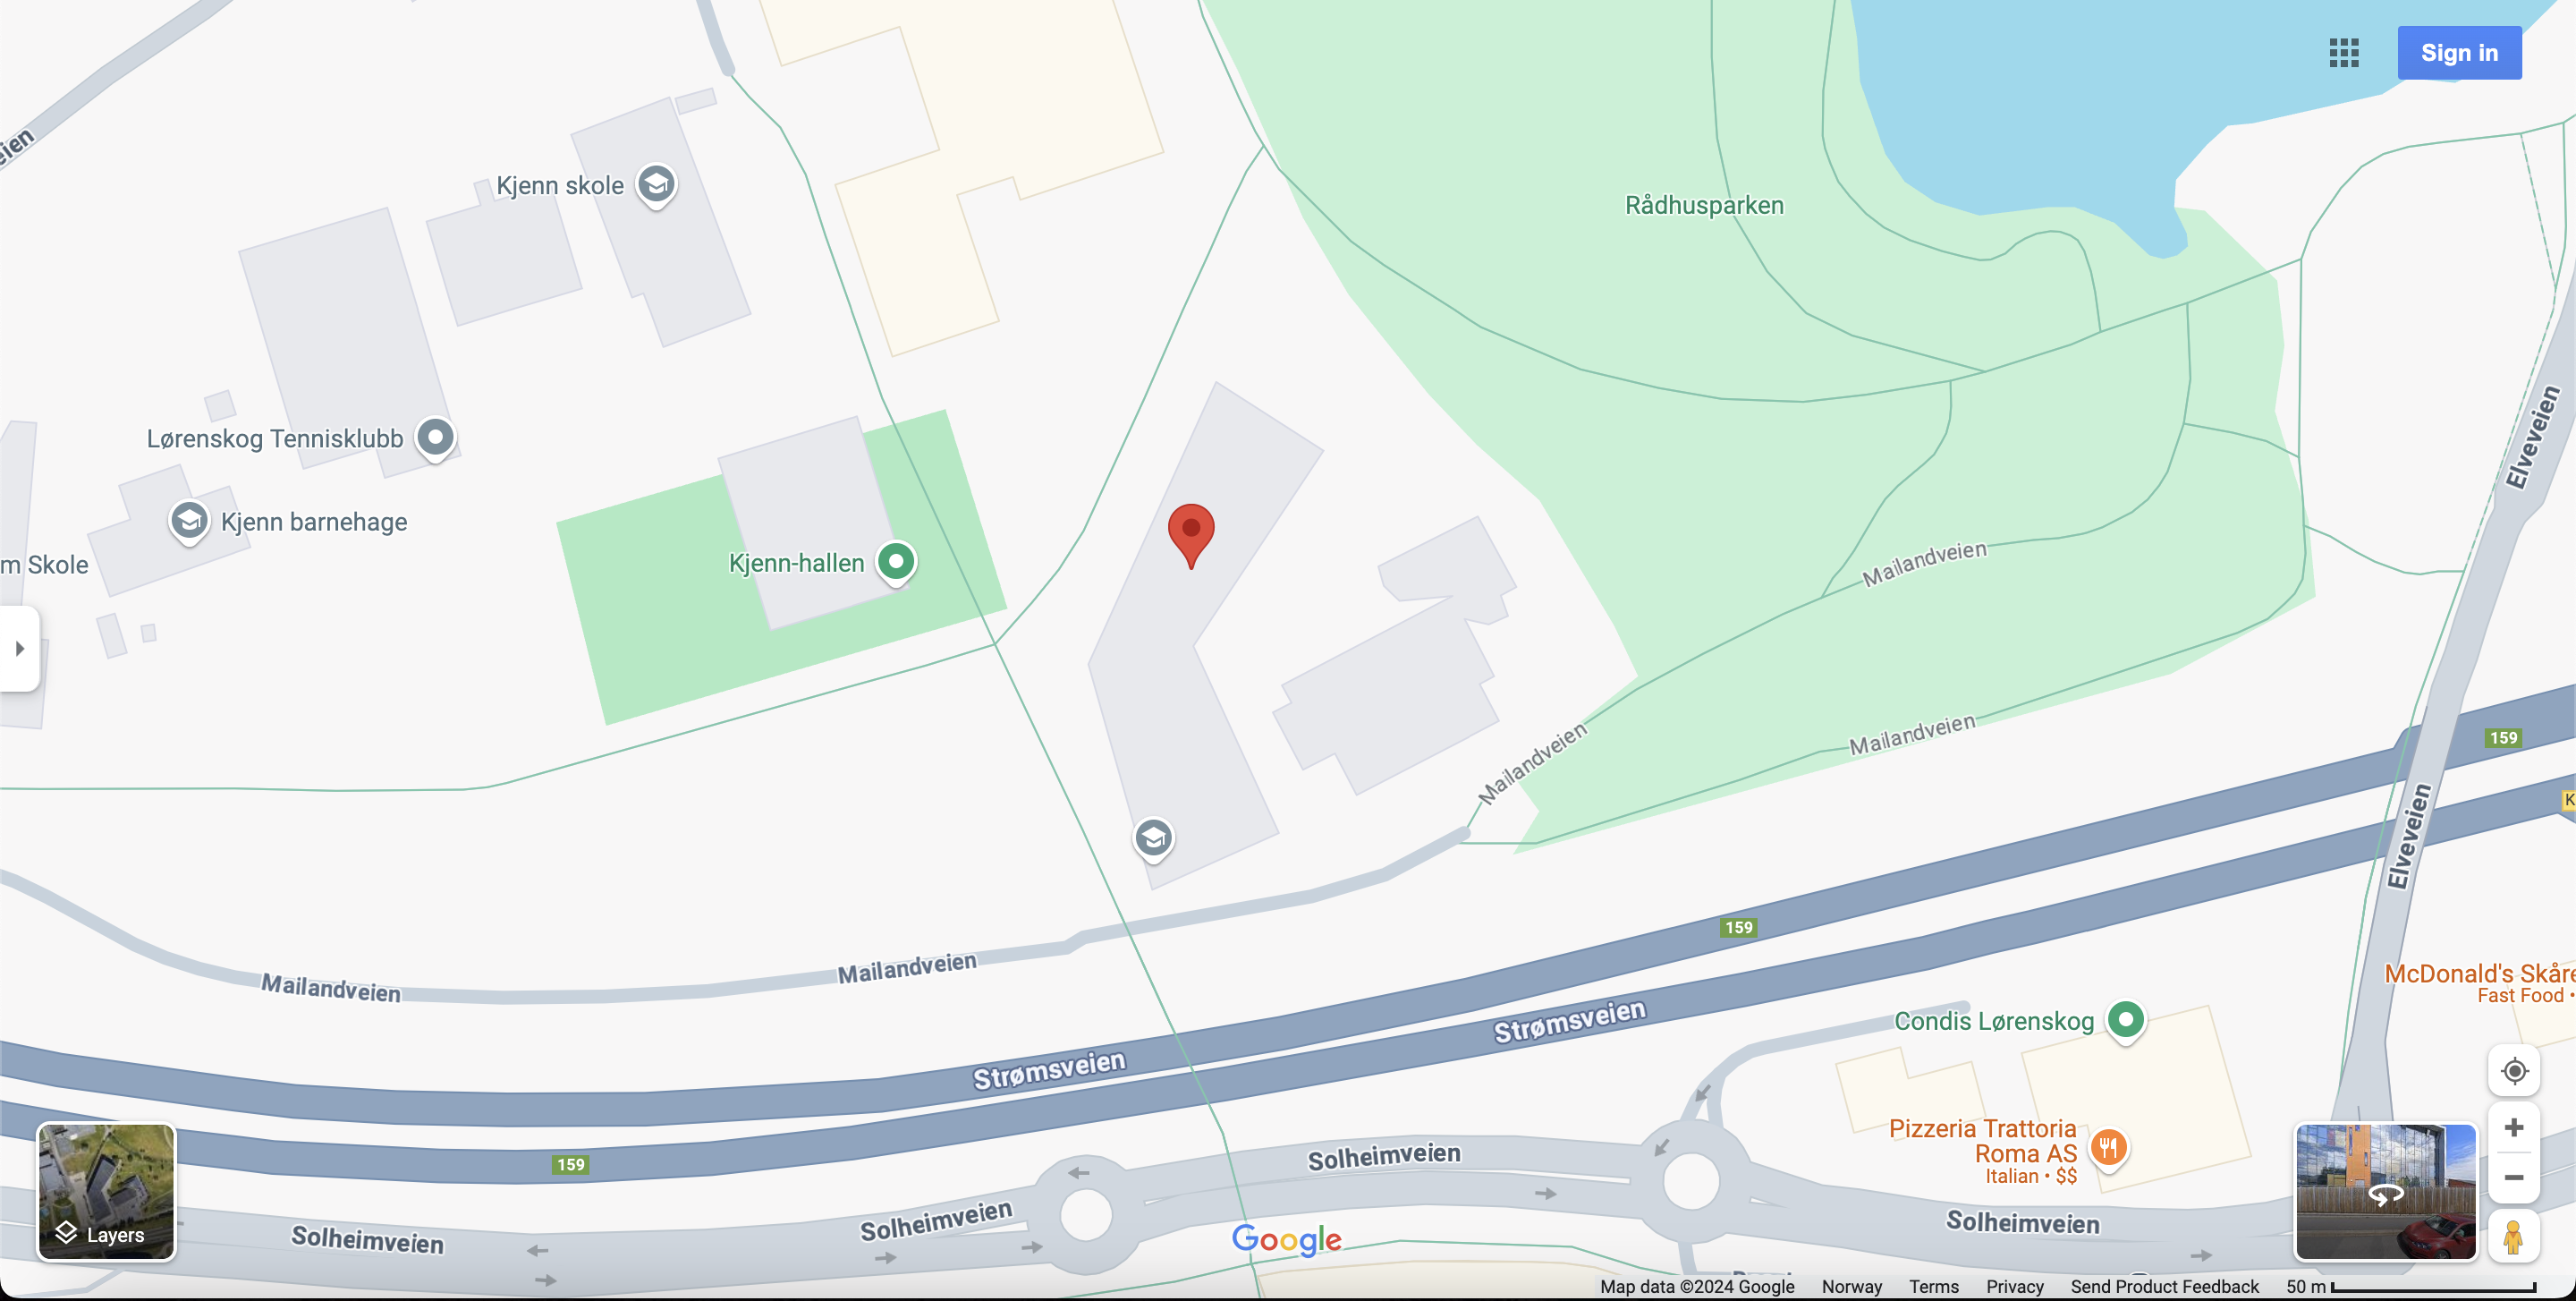 Sign in
eien
Kjenn skole
Rådhusparken
Lørenskog Tennisklubb
Elveveien
Kjenn barnehage
Kjenn-hallen
m Skole
Mailandveien
Mailandveien
Mailandveien
159
Elveveien
K
159
Mailandveien
Mailandveien
McDonald's Skåre
Fast Food •
Strømsveien
Condis Lørenskog
Strømsveien
Pizzeria Trattoria
Roma AS
Italian • $$
159
Solheimveien
Solheimveien
Solheimveien
Solheimveien
Layers
Google
Map data ©2024 Google Norway Terms Privacy Send Product Feedback 50 m